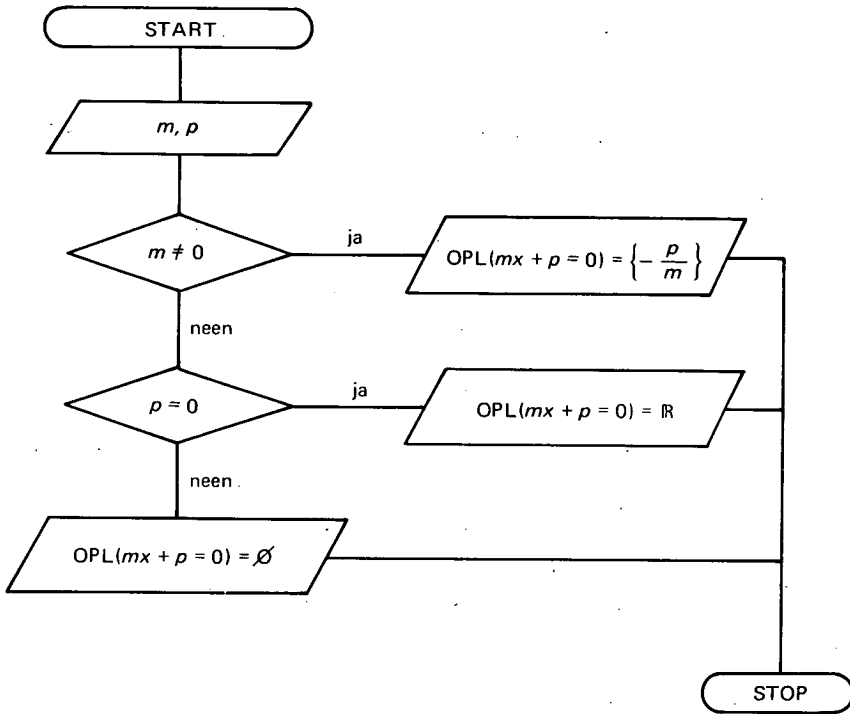 START
m, p
m ≠ 0
ja
OPL(mx + p = 0) = {- p/m}
neen
p = 0
ja
OPL(mx + p = 0) = ℝ
neen
OPL(mx + p = 0) = Ø
STOP